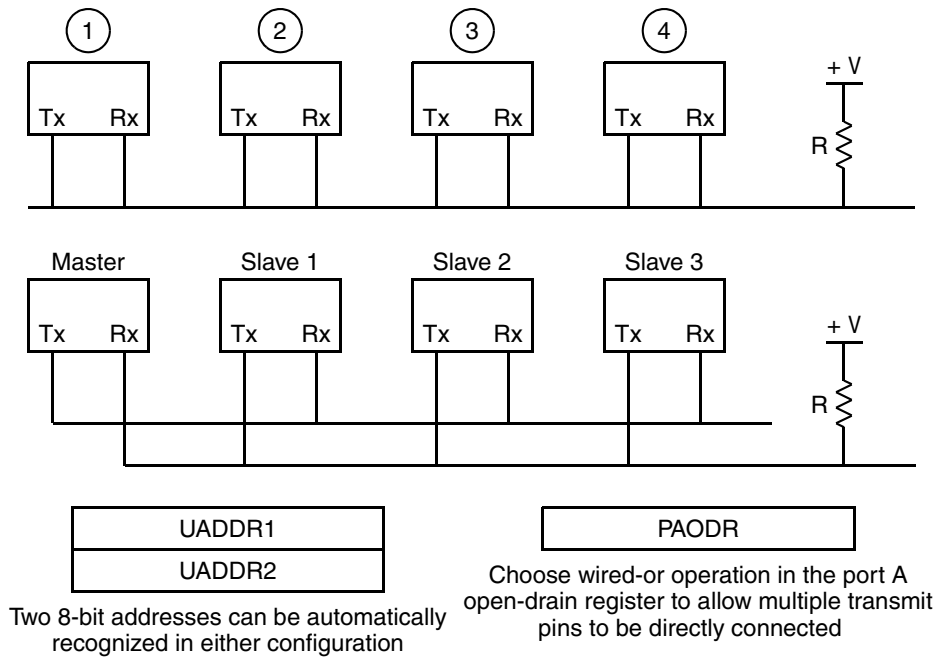 1 2 3 4
+ V
Tx Rx Tx Rx Tx Rx Tx Rx
R
Master Slave 1 Slave 2 Slave 3
+ V
Tx Rx Tx Rx Tx Rx Tx Rx
R
UADDR1
UADDR2
Two 8-bit addresses can be automatically
recognized in either configuration
PAODR
Choose wired-or operation in the port A
open-drain register to allow multiple transmit
pins to be directly connected